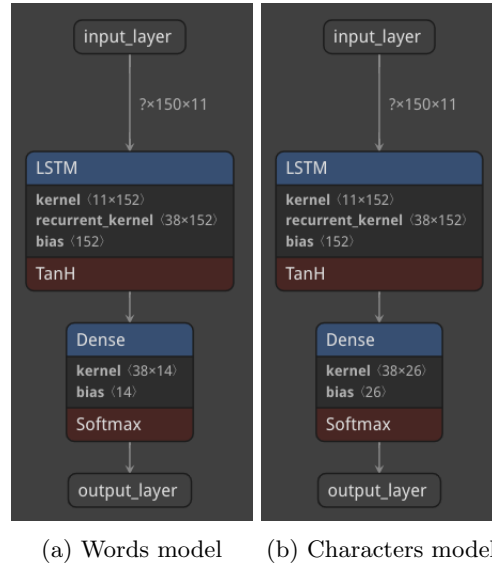 input_layer
?×150×11
LSTM
kernel ⟨11×152⟩
recurrent_kernel ⟨38×152⟩
bias ⟨152⟩
TanH
Dense
kernel ⟨38×14⟩
bias ⟨14⟩
Softmax
output_layer
(a) Words model
input_layer
?×150×11
LSTM
kernel ⟨11×152⟩
recurrent_kernel ⟨38×152⟩
bias ⟨152⟩
TanH
Dense
kernel ⟨38×26⟩
bias ⟨26⟩
Softmax
output_layer
(b) Characters model